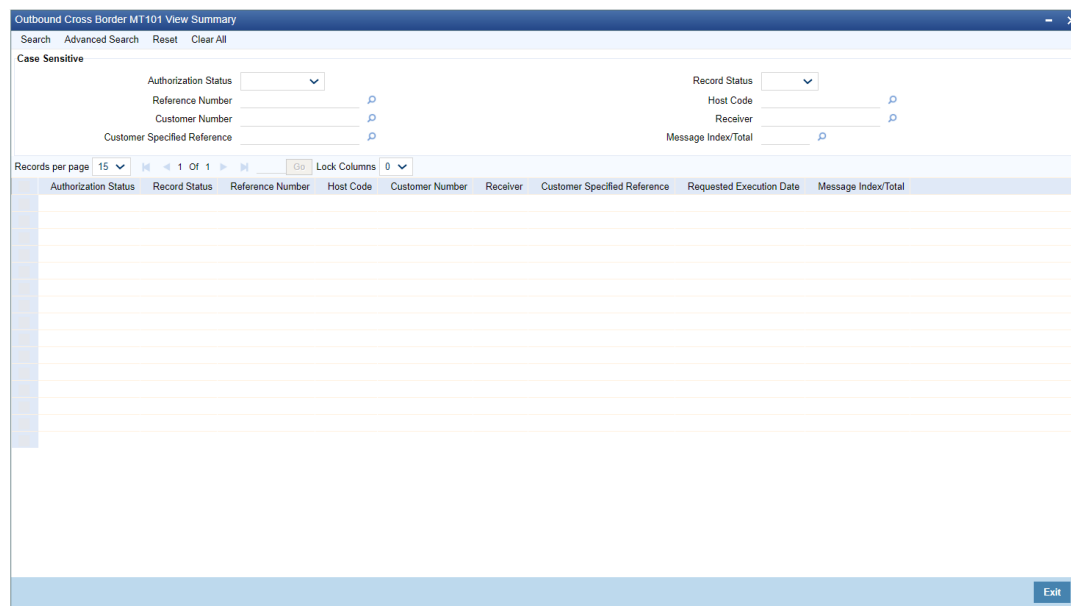 Outbound Cross Border MT101 View Summary
Search Advanced Search Reset Clear All
Case Sensitive
Authorization Status Record Status
Reference Number Host Code
Customer Number Receiver
Customer Specified Reference Message Index/Total
Records per page 15 1 Of 1 Go Lock Columns 0
Authorization Status Record Status Reference Number Host Code Customer Number Receiver Customer Specified Reference Requested Execution Date Message Index/Total
Exit